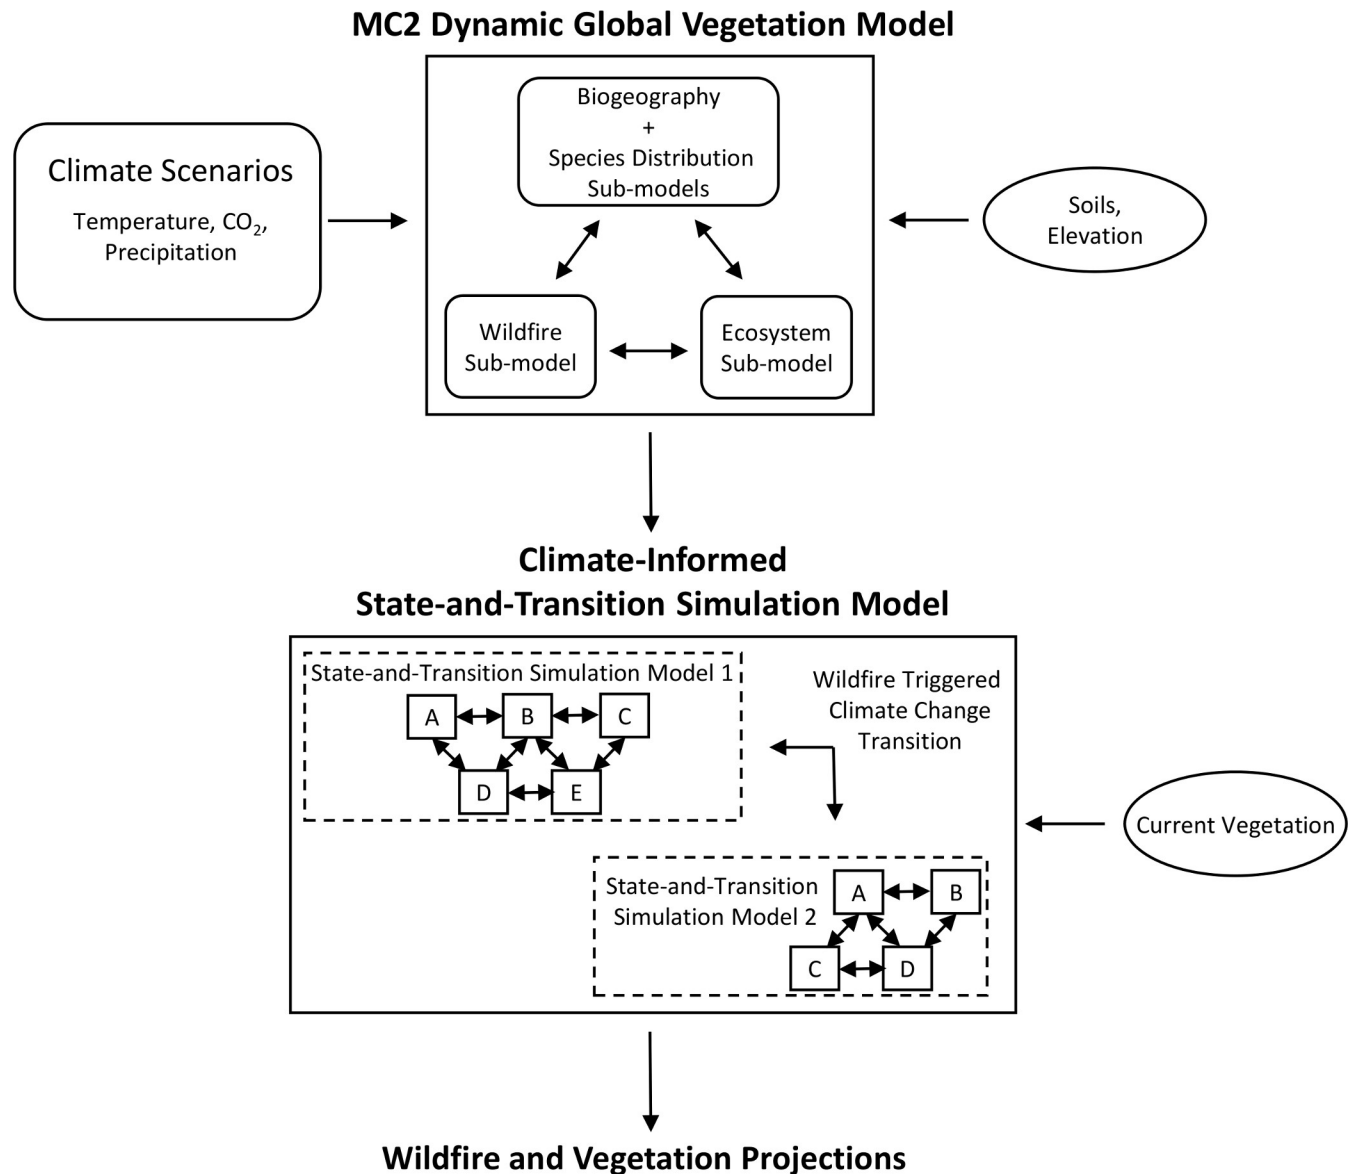 MC2 Dynamic Global Vegetation Model
Biogeography
+
Species Distribution
Sub-models
Climate Scenarios
Temperature, CO₂,
Precipitation
Soils,
Elevation
Wildfire
Sub-model
Ecosystem
Sub-model
Climate-Informed
State-and-Transition Simulation Model
State-and-Transition Simulation Model 1
A
B
C
D
E
Wildfire Triggered
Climate Change
Transition
Current Vegetation
State-and-Transition
Simulation Model 2
A
B
C
D
Wildfire and Vegetation Projections